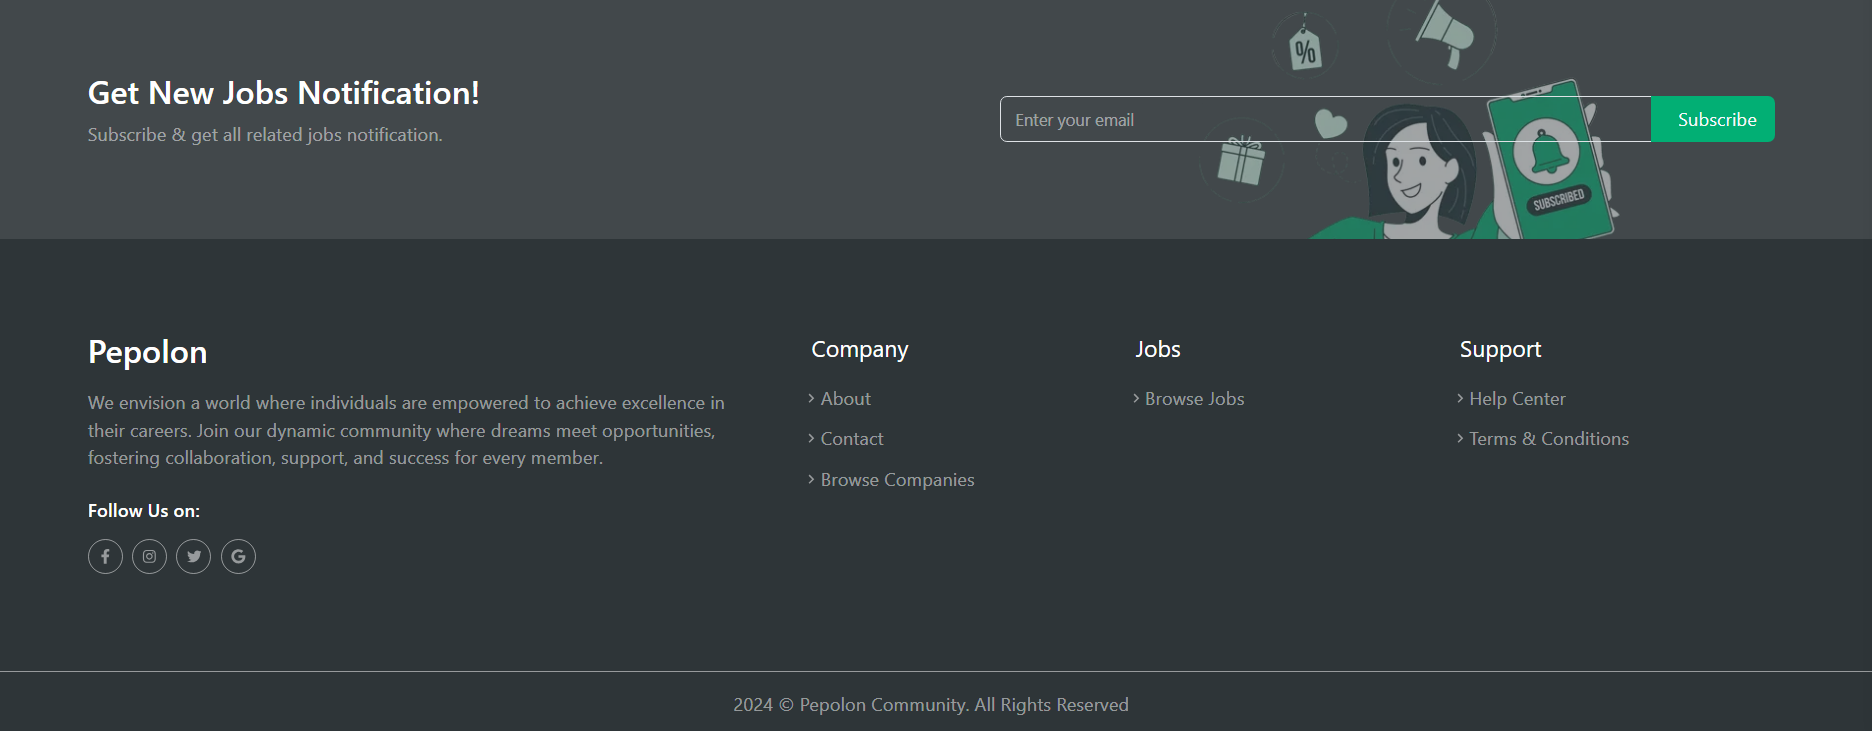 Get New Jobs Notification!
Subscribe & get all related jobs notification.
%
Enter your email
Subscribe
SUBSCRIBED
Pepolon
We envision a world where individuals are empowered to achieve excellence in
their careers. Join our dynamic community where dreams meet opportunities,
fostering collaboration, support, and success for every member.
Follow Us on:
Company
About
Contact
Browse Companies
Jobs
Browse Jobs
Support
Help Center
Terms & Conditions
2024 © Pepolon Community. All Rights Reserved